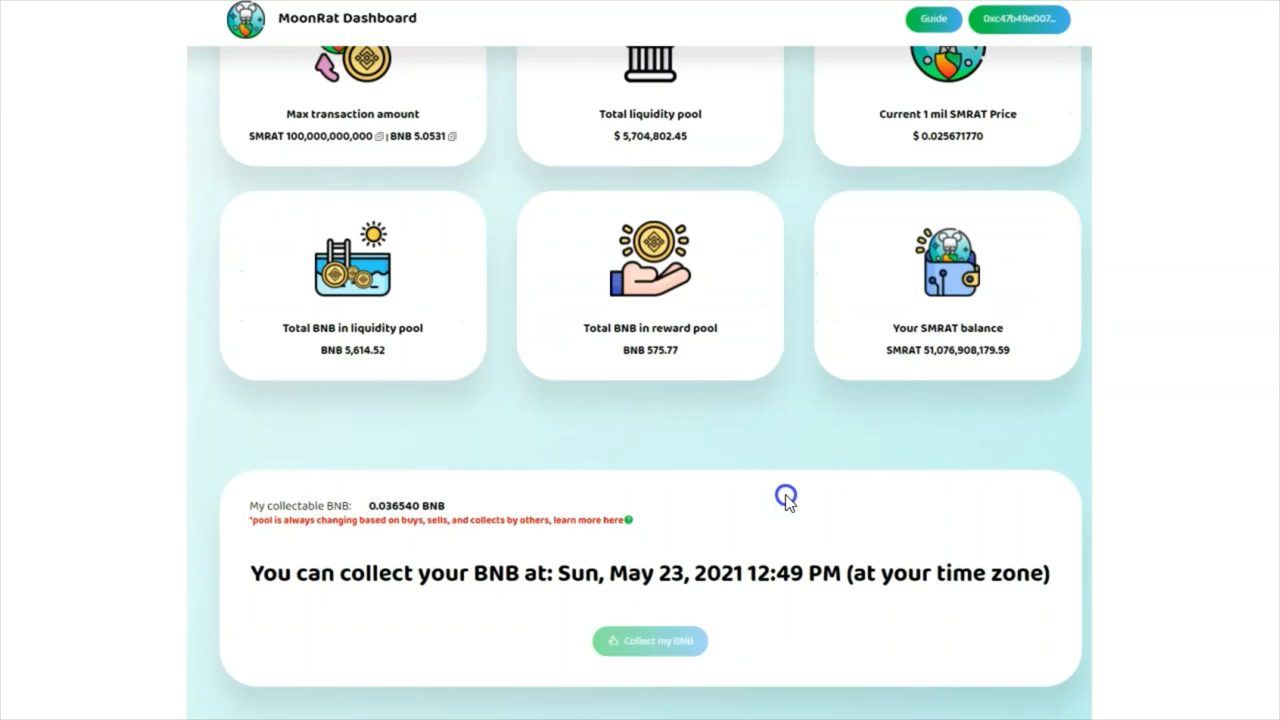 MoonRat Dashboard
Guide
0xc47b49e007...
Max transaction amount
SMRAT 100,000,000,000 | BNB 5.0531
Total liquidity pool
$ 5,704,802.45
Current 1 mil SMRAT Price
$ 0.025671770
Total BNB in liquidity pool
BNB 5,614.52
Total BNB in reward pool
BNB 575.77
Your SMRAT balance
SMRAT 51,076,908,179.59
My collectable BNB: 0.036540 BNB
*pool is always changing based on buys, sells, and collects by others, learn more here?
You can collect your BNB at: Sun, May 23, 2021 12:49 PM (at your time zone)
Collect my BNB